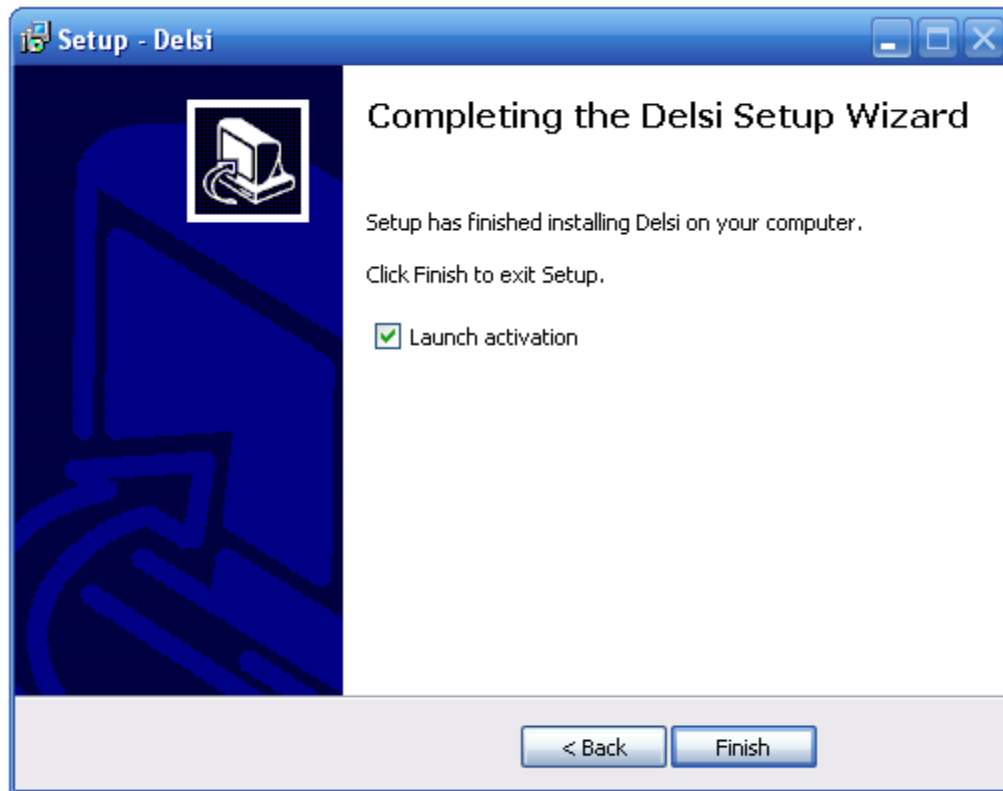 Setup - Delsi
Completing the Delsi Setup Wizard
Setup has finished installing Delsi on your computer.
Click Finish to exit Setup.
Launch activation
< Back
Finish